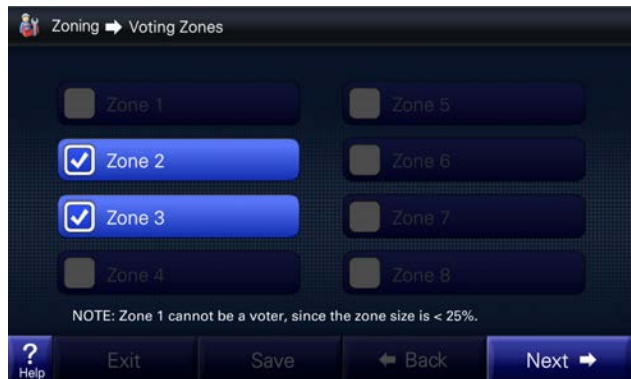 Zoning ➡ Voting Zones
Zone 1
Zone 5
Zone 2
Zone 6
Zone 3
Zone 7
Zone 4
Zone 8
NOTE: Zone 1 cannot be a voter, since the zone size is < 25%.
? Help
Exit
Save
⬅ Back
Next ➡